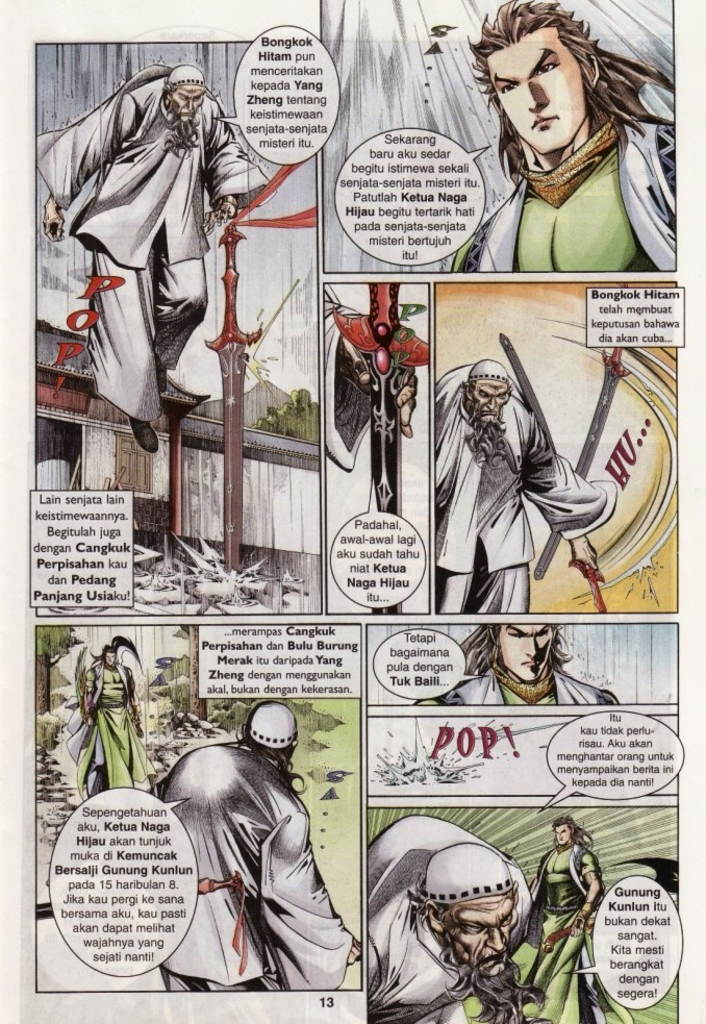 Bongkok
Hitam pun
menceritakan
kepada Yang
Zheng tentang
keistimewaan
senjata-senjata
misteri itu.
POP!
Lain senjata lain
keistimewaannya.
Begitulah juga
dengan Cangkuk
Perpisahan kau
dan Pedang
Panjang Usiaku!
Sekarang
baru aku sedar
begitu istimewa sekali
senjata-senjata misteri itu.
Patutlah Ketua Naga
Hijau begitu tertarik hati
pada senjata-senjata
misteri bertujuh
itu!
POP
Padahal,
awal-awal lagi
aku sudah tahu
niat Ketua
Naga Hijau
itu...
Bongkok Hitam
telah membuat
keputusan bahawa
dia akan cuba...
HU...
...merampas Cangkuk
Perpisahan dan Bulu Burung
Merak itu daripada Yang
Zheng dengan menggunakan
akal, bukan dengan kekerasan.
Sepengetahuan
aku, Ketua Naga
Hijau akan tunjuk
muka di Kemuncak
Bersalji Gunung Kunlun
pada 15 haribulan 8.
Jika kau pergi ke sana
bersama aku, kau pasti
akan dapat melihat
wajahnya yang
sejati nanti!
Tetapi
bagaimana
pula dengan
Tuk Baili...
POP!
Itu
kau tidak perlu-
risau. Aku akan
menghantar orang untuk
menyampaikan berita ini
kepada dia nanti!
Gunung
Kunlun itu
bukan dekat
sangat.
Kita mesti
berangkat
dengan
segera!
13